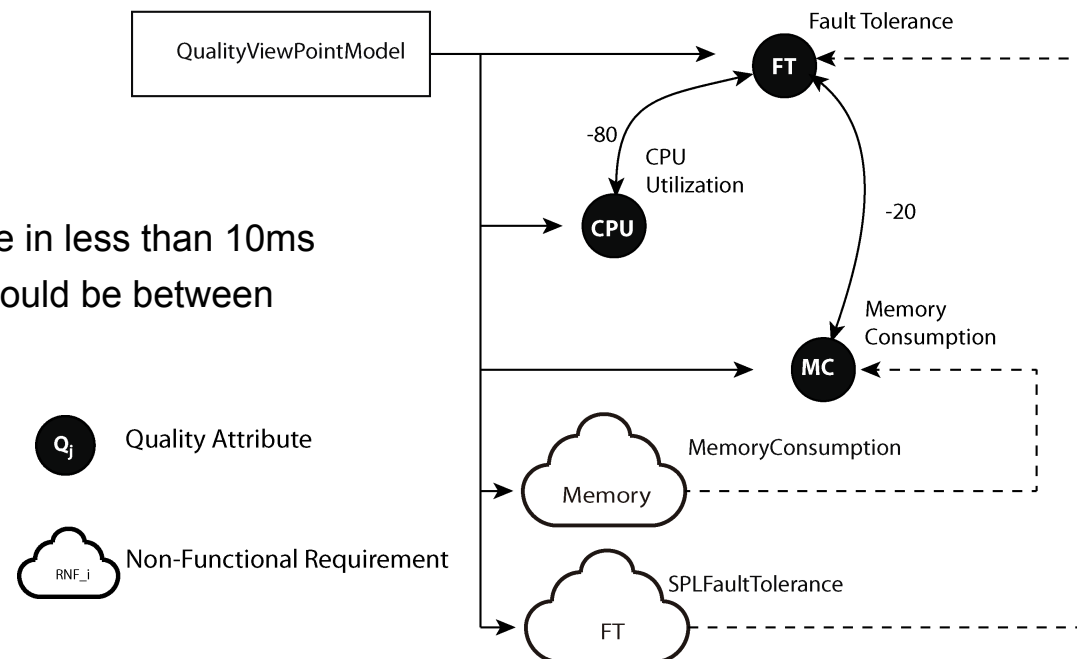 Fault Tolerance
QualityViewPointModel
FT
-80
CPU
Utilization
CPU
-20
e in less than 10ms
ould be between
Memory
Consumption
MC
Qj
Quality Attribute
MemoryConsumption
Memory
Non-Functional Requirement
RNF_i
SPLFaultTolerance
FT